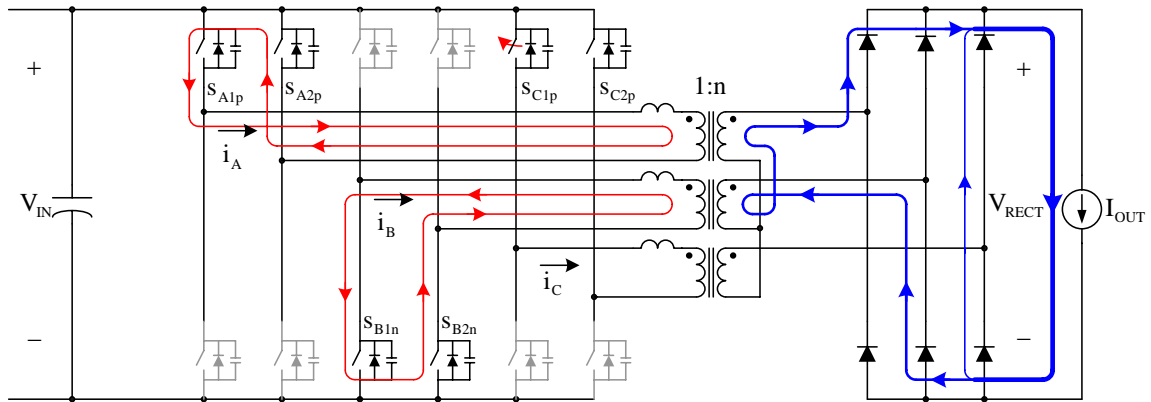 +
+
s_A1p
s_A2p
s_C1p
s_C2p
1:n
i_A
V_IN
i_B
V_RECT
I_OUT
i_C
s_B1n
s_B2n
−
−